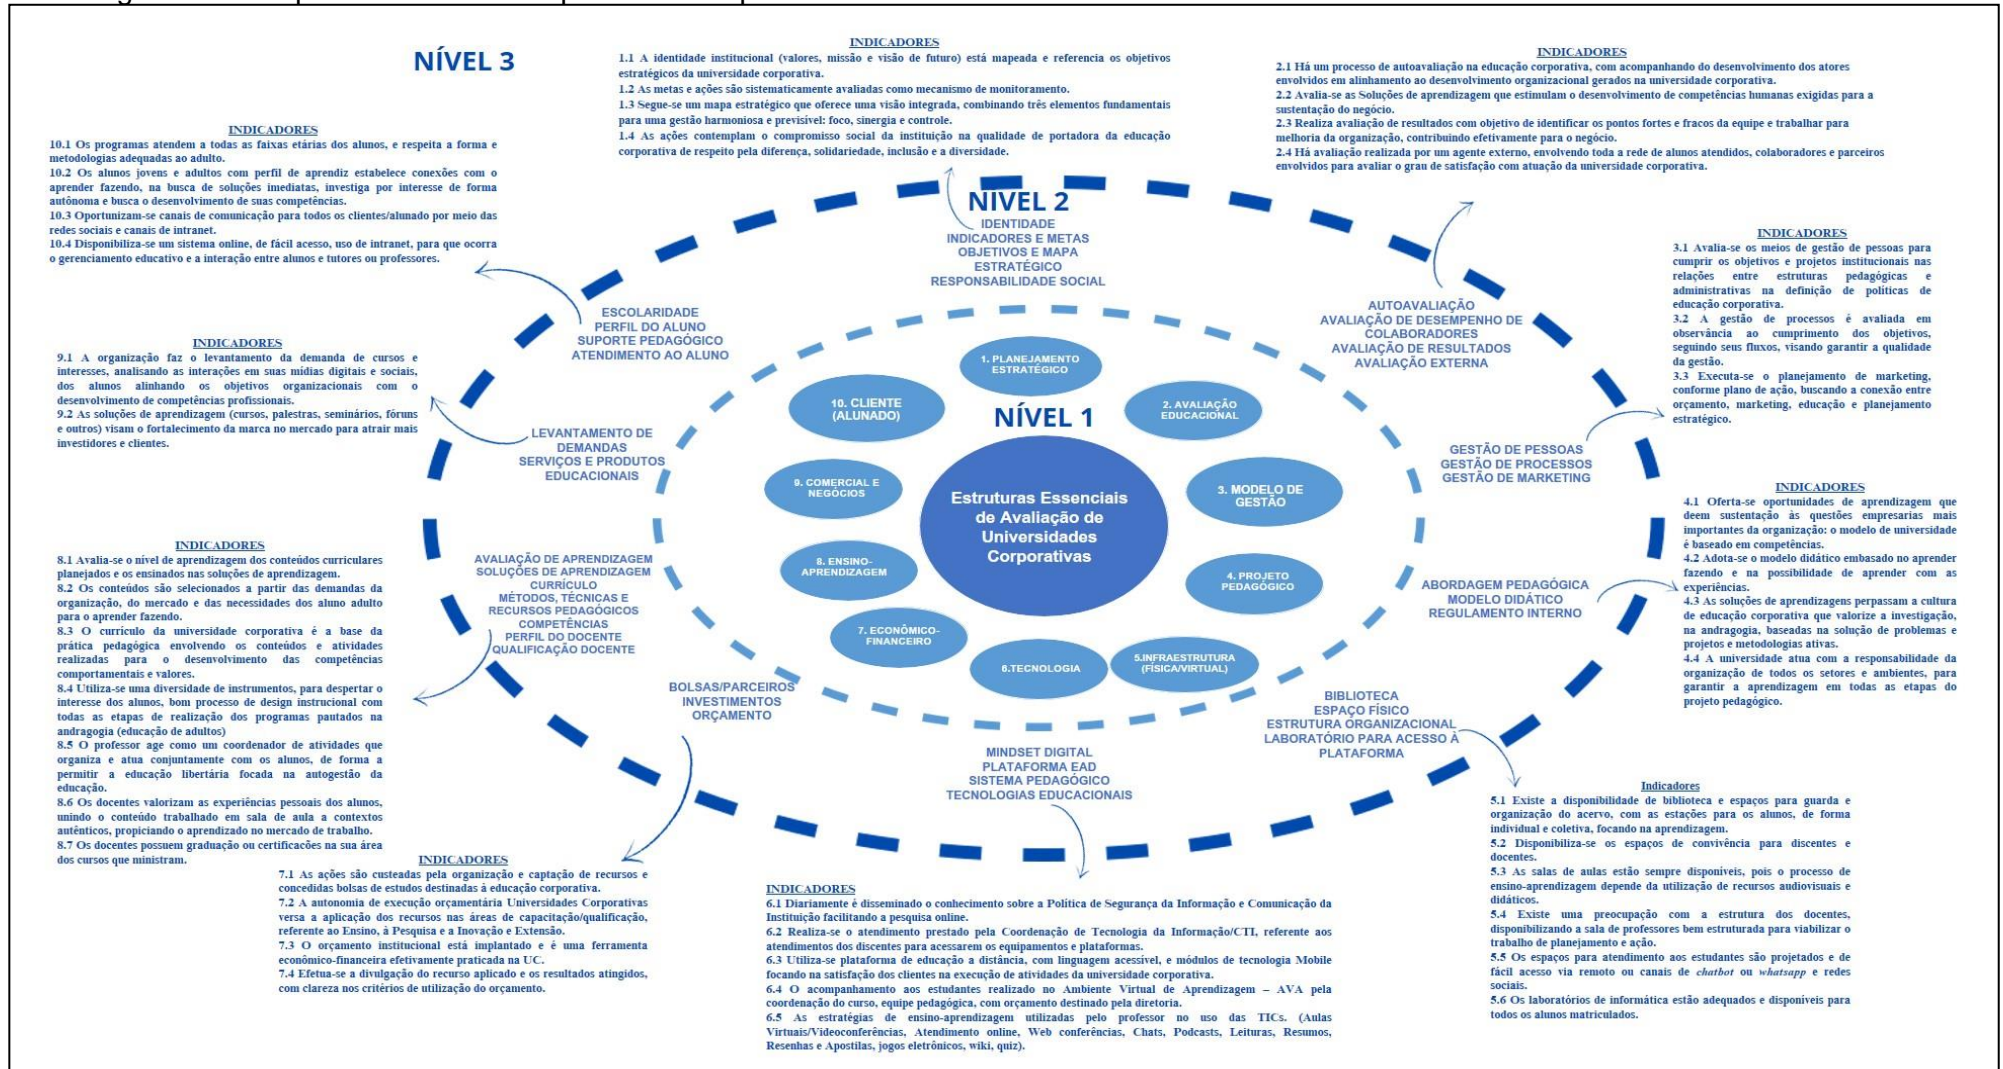 NÍVEL 3
INDICADORES
1.1 A identidade institucional (valores, missão e visão de futuro) está mapeada e referencia os objetivos
estratégicos da universidade corporativa.
1.2 As metas e ações são sistematicamente avaliadas como mecanismo de monitoramento.
1.3 Segue-se um mapa estratégico que oferece uma visão integrada, combinando três elementos fundamentais
para uma gestão harmoniosa e previsível: foco, sinergia e controle.
1.4 As ações contemplam o compromisso social da instituição na qualidade de portadora da educação
corporativa de respeito pela diferença, solidariedade, inclusão e a diversidade.
INDICADORES
2.1 Há um processo de autoavaliação na educação corporativa, com acompanhando do desenvolvimento dos atores
envolvidos em alinhamento ao desenvolvimento organizacional gerados na universidade corporativa.
2.2 Avalia-se as Soluções de aprendizagem que estimulam o desenvolvimento de competências humanas exigidas para a
sustentação do negócio.
2.3 Realiza avaliação de resultados com objetivo de identificar os pontos fortes e fracos da equipe e trabalhar para
melhoria da organização, contribuindo efetivamente para o negócio.
2.4 Há avaliação realizada por um agente externo, envolvendo toda a rede de alunos atendidos, colaboradores e parceiros
envolvidos para avaliar o grau de satisfação com atuação da universidade corporativa.
INDICADORES
3.1 Avalia-se os meios de gestão de pessoas para
cumprir os objetivos e projetos institucionais nas
relações entre estruturas pedagógicas e
administrativas na definição de políticas de
educação corporativa.
3.2 A gestão de processos é avaliada em
observância ao cumprimento dos objetivos,
seguindo seus fluxos, visando garantir a qualidade
da gestão.
3.3 Executa-se o planejamento de marketing,
conforme plano de ação, buscando a conexão entre
orçamento, marketing, educação e planejamento
estratégico.
INDICADORES
4.1 Oferta-se oportunidades de aprendizagem que
deem sustentação às questões empresarias mais
importantes da organização: o modelo de universidade
é baseado em competências.
4.2 Adota-se o modelo didático embasado no aprender
fazendo e na possibilidade de aprender com as
experiências.
4.3 As soluções de aprendizagens perpassam a cultura
de educação corporativa que valorize a investigação,
na andragogia, baseadas na solução de problemas e
projetos e metodologias ativas.
4.4 A universidade atua com a responsabilidade da
organização de todos os setores e ambientes, para
garantir a aprendizagem em todas as etapas do
projeto pedagógico.
Indicadores
5.1 Existe a disponibilidade de biblioteca e espaços para guarda e
organização do acervo, com as estações para os alunos, de forma
individual e coletiva, focando na aprendizagem.
5.2 Disponibiliza-se os espaços de convivência para discentes e
docentes.
5.3 As salas de aulas estão sempre disponíveis, pois o processo de
ensino-aprendizagem depende da utilização de recursos audiovisuais e
didáticos.
5.4 Existe uma preocupação com a estrutura dos docentes,
disponibilizando a sala de professores bem estruturada para viabilizar o
trabalho de planejamento e ação.
5.5 Os espaços para atendimento aos estudantes são projetados e de
fácil acesso via remoto ou canais de chatbot ou whatsapp e redes
sociais.
5.6 Os laboratórios de informática estão adequados e disponíveis para
todos os alunos matriculados.
INDICADORES
6.1 Diariamente é disseminado o conhecimento sobre a Política de Segurança da Informação e Comunicação da
Instituição facilitando a pesquisa online.
6.2 Realiza-se o atendimento prestado pela Coordenação de Tecnologia da Informação/CTI, referente aos
atendimentos dos discentes para acessarem os equipamentos e plataformas.
6.3 Utiliza-se plataforma de educação a distância, com linguagem acessível, e módulos de tecnologia Mobile
focando na satisfação dos clientes na execução de atividades da universidade corporativa.
6.4 O acompanhamento aos estudantes realizado no Ambiente Virtual de Aprendizagem – AVA pela
coordenação do curso, equipe pedagógica, com orçamento destinado pela diretoria.
6.5 As estratégias de ensino-aprendizagem utilizadas pelo professor no uso das TICs. (Aulas
Virtuais/Videoconferências, Atendimento online, Web conferências, Chats, Podcasts, Leituras, Resumos,
Resenhas e Apostilas, jogos eletrônicos, wiki, quiz).
INDICADORES
7.1 As ações são custeadas pela organização e captação de recursos e
concedidas bolsas de estudos destinadas à educação corporativa.
7.2 A autonomia de execução orçamentária Universidades Corporativas
versa a aplicação dos recursos nas áreas de capacitação/qualificação,
referente ao Ensino, à Pesquisa e a Inovação e Extensão.
7.3 O orçamento institucional está implantado e é uma ferramenta
econômico-financeira efetivamente praticada na UC.
7.4 Efetua-se a divulgação do recurso aplicado e os resultados atingidos,
com clareza nos critérios de utilização do orçamento.
INDICADORES
8.1 Avalia-se o nível de aprendizagem dos conteúdos curriculares
planejados e os ensinados nas soluções de aprendizagem.
8.2 Os conteúdos são selecionados a partir das demandas da
organização, do mercado e das necessidades dos aluno adulto
para o aprender fazendo.
8.3 O currículo da universidade corporativa é a base da
prática pedagógica envolvendo os conteúdos e atividades
realizadas para o desenvolvimento das competências
comportamentais e valores.
8.4 Utiliza-se uma diversidade de instrumentos, para despertar o
interesse dos alunos, bom processo de design instrucional com
todas as etapas de realização dos programas pautados na
andragogia (educação de adultos)
8.5 O professor age como um coordenador de atividades que
organiza e atua conjuntamente com os alunos, de forma a
permitir a educação libertária focada na autogestão da
educação.
8.6 Os docentes valorizam as experiências pessoais dos alunos,
unindo o conteúdo trabalhado em sala de aula a contextos
autênticos, propiciando o aprendizado no mercado de trabalho.
8.7 Os docentes possuem graduação ou certificacões na sua área
dos cursos que ministram.
INDICADORES
9.1 A organização faz o levantamento da demanda de cursos e
interesses, analisando as interações em suas mídias digitais e sociais,
dos alunos alinhando os objetivos organizacionais com o
desenvolvimento de competências profissionais.
9.2 As soluções de aprendizagem (cursos, palestras, seminários, fóruns
e outros) visam o fortalecimento da marca no mercado para atrair mais
investidores e clientes.
INDICADORES
10.1 Os programas atendem a todas as faixas etárias dos alunos, e respeita a forma e
metodologias adequadas ao adulto.
10.2 Os alunos jovens e adultos com perfil de aprendiz estabelece conexões com o
aprender fazendo, na busca de soluções imediatas, investiga por interesse de forma
autônoma e busca o desenvolvimento de suas competências.
10.3 Oportunizam-se canais de comunicação para todos os clientes/alunado por meio das
redes sociais e canais de intranet.
10.4 Disponibiliza-se um sistema online, de fácil acesso, uso de intranet, para que ocorra
o gerenciamento educativo e a interação entre alunos e tutores ou professores.
NÍVEL 2
IDENTIDADE
INDICADORES E METAS
OBJETIVOS E MAPA
ESTRATÉGICO
RESPONSABILIDADE SOCIAL
AUTOAVALIAÇÃO
AVALIAÇÃO DE DESEMPENHO DE
COLABORADORES
AVALIAÇÃO DE RESULTADOS
AVALIAÇÃO EXTERNA
GESTÃO DE PESSOAS
GESTÃO DE PROCESSOS
GESTÃO DE MARKETING
ABORDAGEM PEDAGÓGICA
MODELO DIDÁTICO
REGULAMENTO INTERNO
BIBLIOTECA
ESPAÇO FÍSICO
ESTRUTURA ORGANIZACIONAL
LABORATÓRIO PARA ACESSO À
PLATAFORMA
MINDSET DIGITAL
PLATAFORMA EAD
SISTEMA PEDAGÓGICO
TECNOLOGIAS EDUCACIONAIS
BOLSAS/PARCEIROS
INVESTIMENTOS
ORÇAMENTO
AVALIAÇÃO DE APRENDIZAGEM
SOLUÇÕES DE APRENDIZAGEM
CURRÍCULO
MÉTODOS, TÉCNICAS E
RECURSOS PEDAGÓGICOS
COMPETÊNCIAS
PERFIL DO DOCENTE
QUALIFICAÇÃO DOCENTE
LEVANTAMENTO DE
DEMANDAS
SERVIÇOS E PRODUTOS
EDUCACIONAIS
ESCOLARIDADE
PERFIL DO ALUNO
SUPORTE PEDAGÓGICO
ATENDIMENTO AO ALUNO
NÍVEL 1
Estruturas Essenciais
de Avaliação de
Universidades
Corporativas
1. PLANEJAMENTO
ESTRATÉGICO
2. AVALIAÇÃO
EDUCACIONAL
3. MODELO DE
GESTÃO
4. PROJETO
PEDAGÓGICO
5.INFRAESTRUTURA
(FÍSICA/VIRTUAL)
6.TECNOLOGIA
7. ECONÔMICO-
FINANCEIRO
8. ENSINO-
APRENDIZAGEM
9. COMERCIAL E
NEGÓCIOS
10. CLIENTE
(ALUNADO)